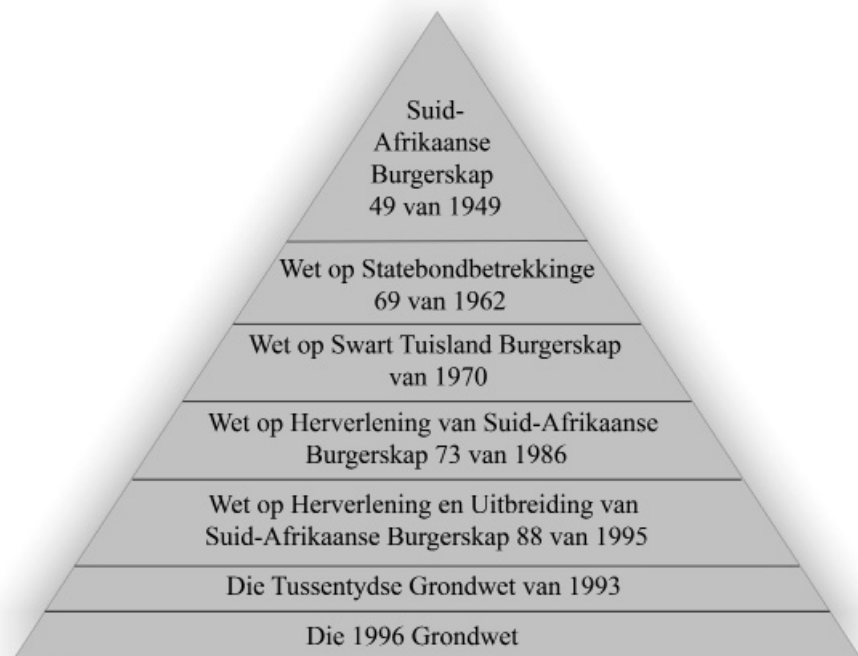 Suid-
Afrikaanse
Burgerskap
49 van 1949
Wet op Statebondbetrekkinge
69 van 1962
Wet op Swart Tuisland Burgerskap
van 1970
Wet op Herverlening van Suid-Afrikaanse
Burgerskap 73 van 1986
Wet op Herverlening en Uitbreiding van
Suid-Afrikaanse Burgerskap 88 van 1995
Die Tussentydse Grondwet van 1993
Die 1996 Grondwet